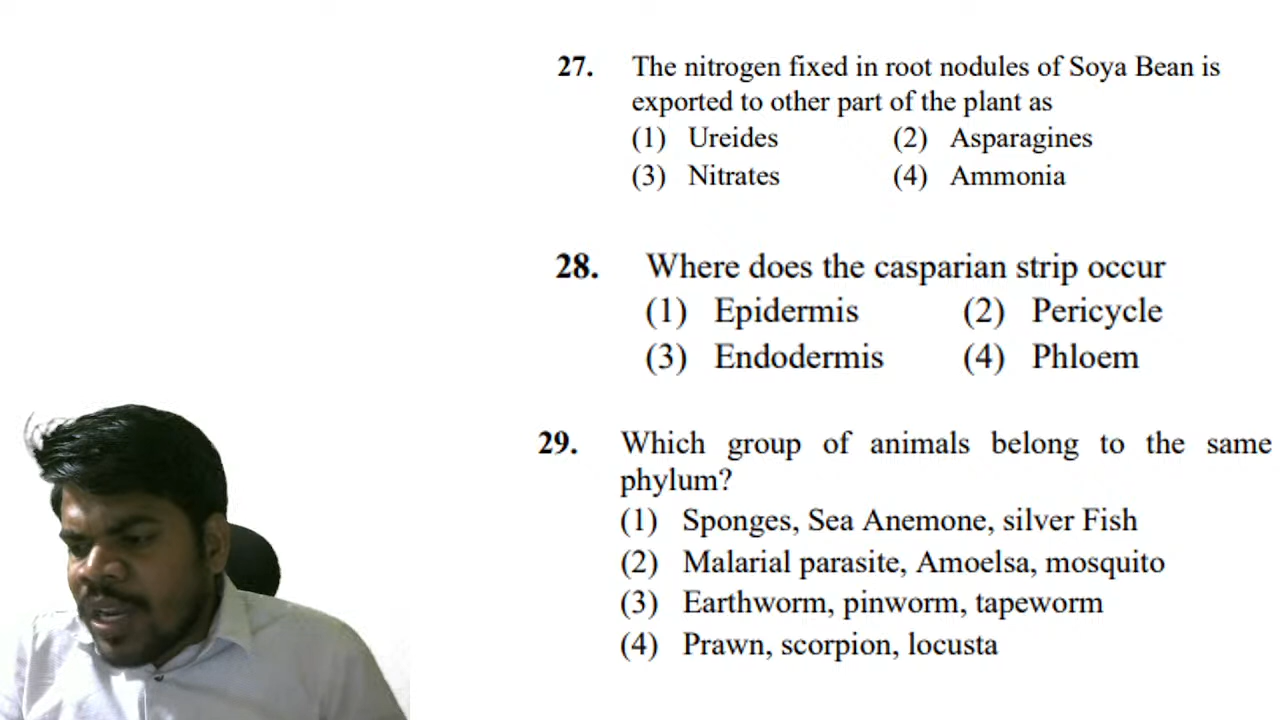 27. The nitrogen fixed in root nodules of Soya Bean is
exported to other part of the plant as
(1) Ureides (2) Asparagines
(3) Nitrates (4) Ammonia
28. Where does the casparian strip occur
(1) Epidermis (2) Pericycle
(3) Endodermis (4) Phloem
29. Which group of animals belong to the same
phylum?
(1) Sponges, Sea Anemone, silver Fish
(2) Malarial parasite, Amoelsa, mosquito
(3) Earthworm, pinworm, tapeworm
(4) Prawn, scorpion, locusta